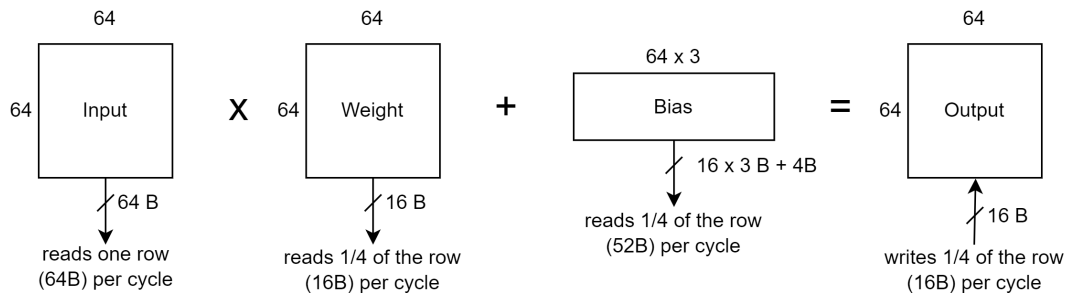 64
64
64 x 3
64
64
Input
x
64
Weight
+
Bias
=
64
Output
64 B
16 B
16 x 3 B + 4B
16 B
reads one row
(64B) per cycle
reads 1/4 of the row
(16B) per cycle
reads 1/4 of the row
(52B) per cycle
writes 1/4 of the row
(16B) per cycle